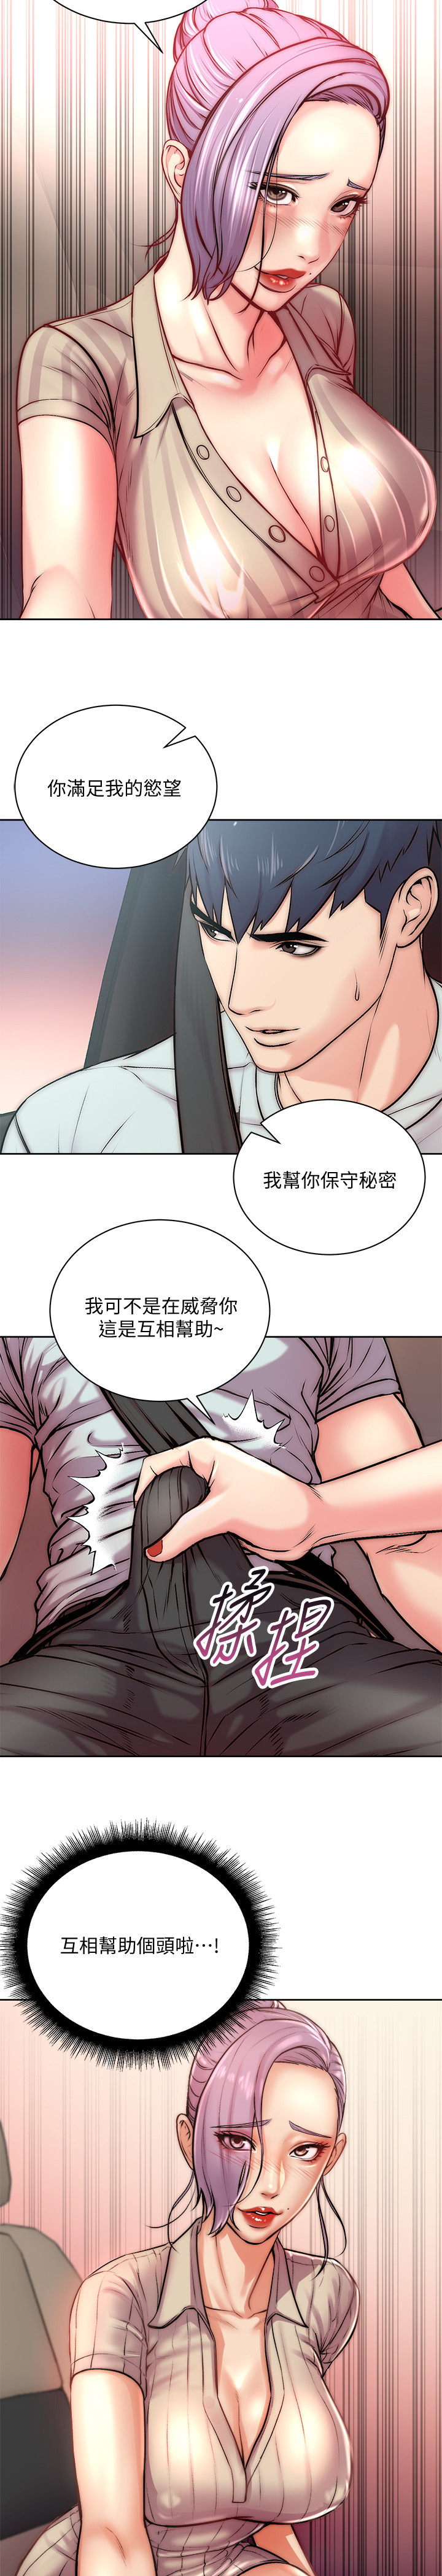 你滿足我的慾望
我幫你保守秘密
我可不是在威脅你
這是互相幫助~
揉捏
互相幫助個頭啦…!